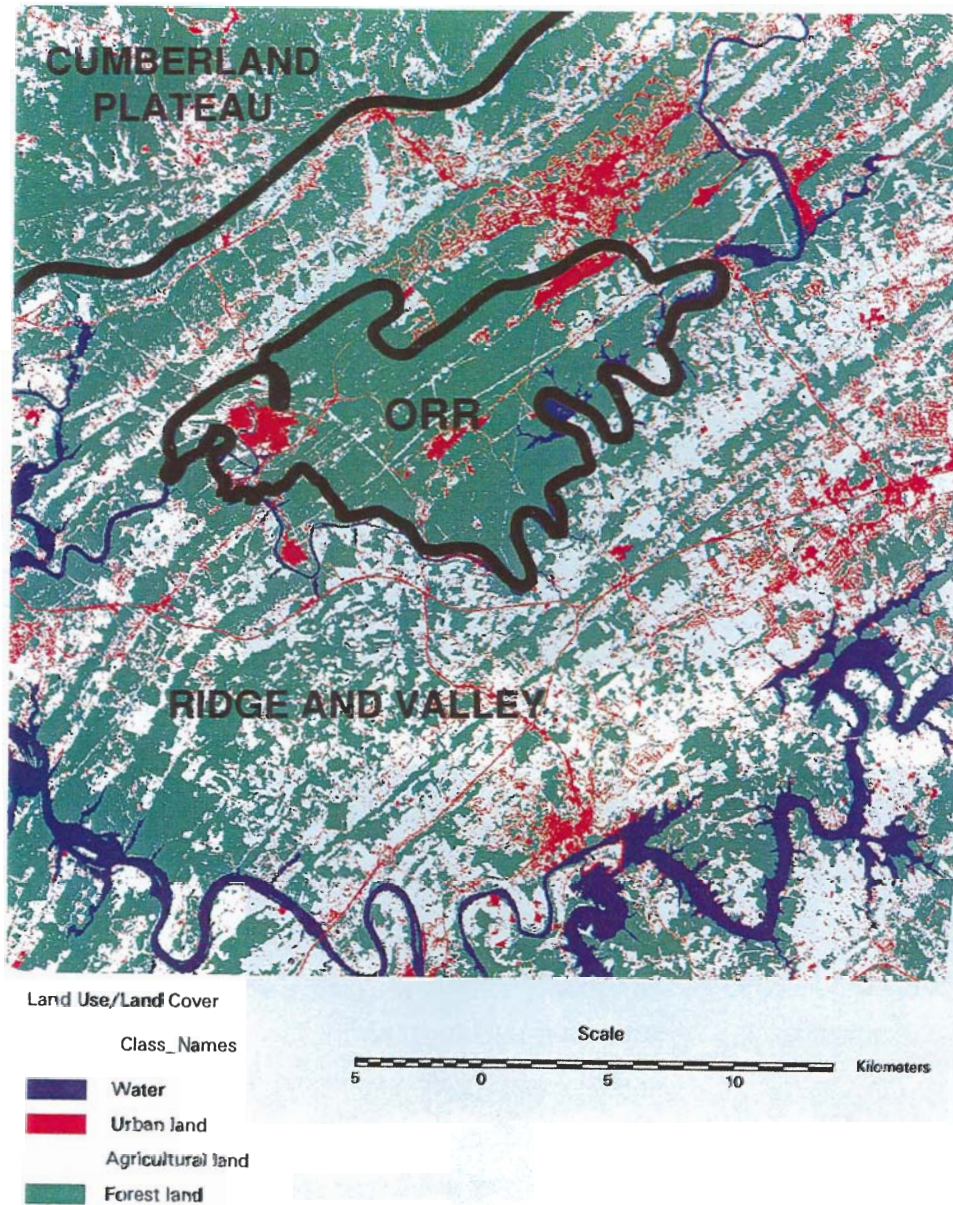 CUMBERLAND
PLATEAU
ORR
RIDGE AND VALLEY
Land Use/Land Cover
Class_Names
Water
Urban land
Agricultural land
Forest land
Scale
5 0 5 10 Kilometers